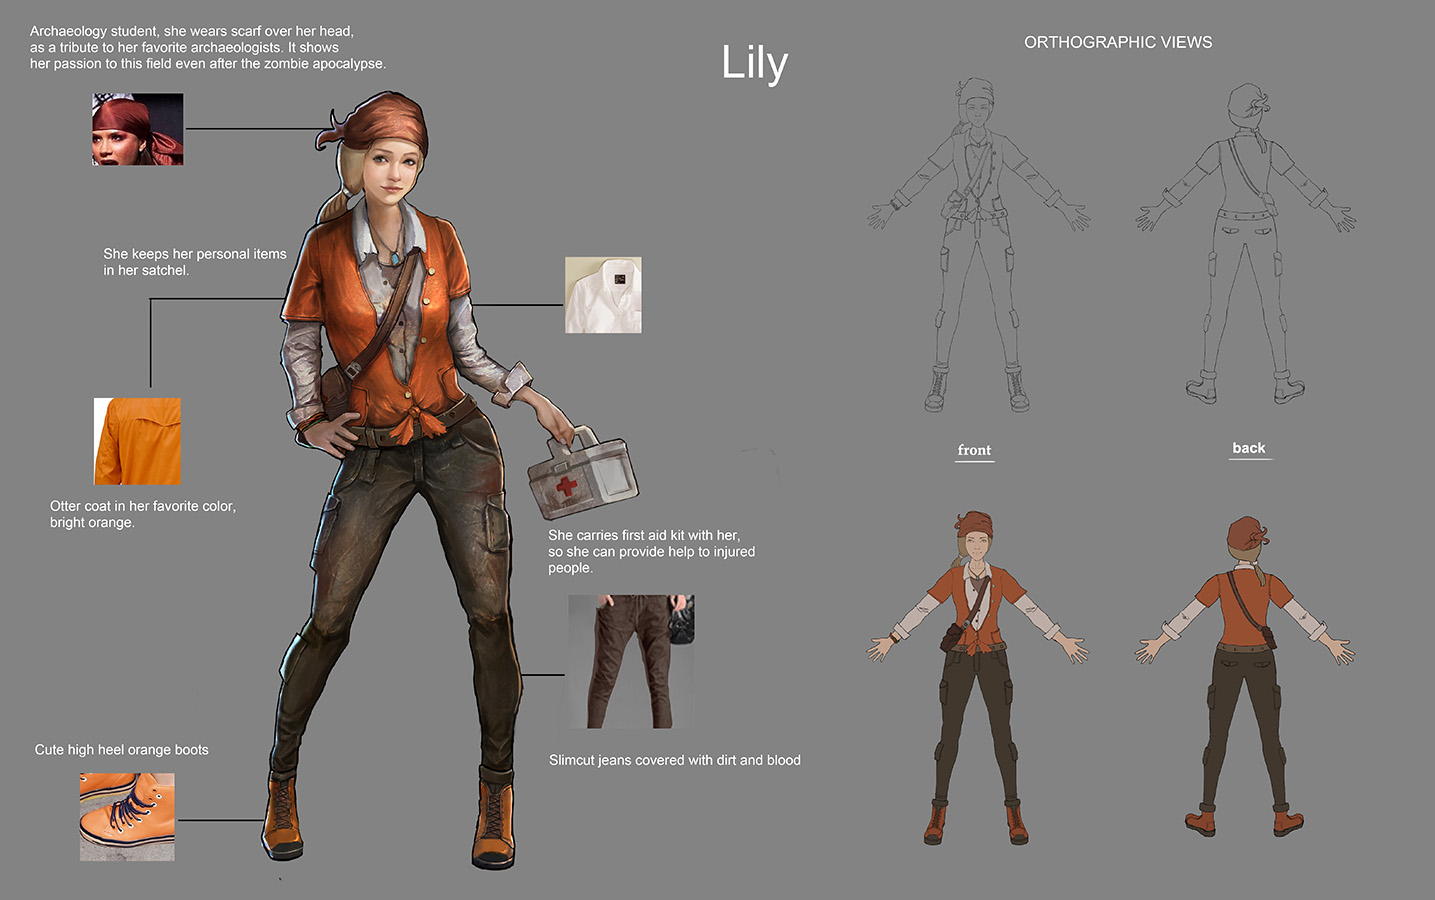 Archaeology student, she wears scarf over her head,
as a tribute to her favorite archaeologists. It shows
her passion to this field even after the zombie apocalypse.
Lily
ORTHOGRAPHIC VIEWS
She keeps her personal items
in her satchel.
Otter coat in her favorite color,
bright orange.
She carries first aid kit with her,
so she can provide help to injured
people.
Slimcut jeans covered with dirt and blood
Cute high heel orange boots
front
back